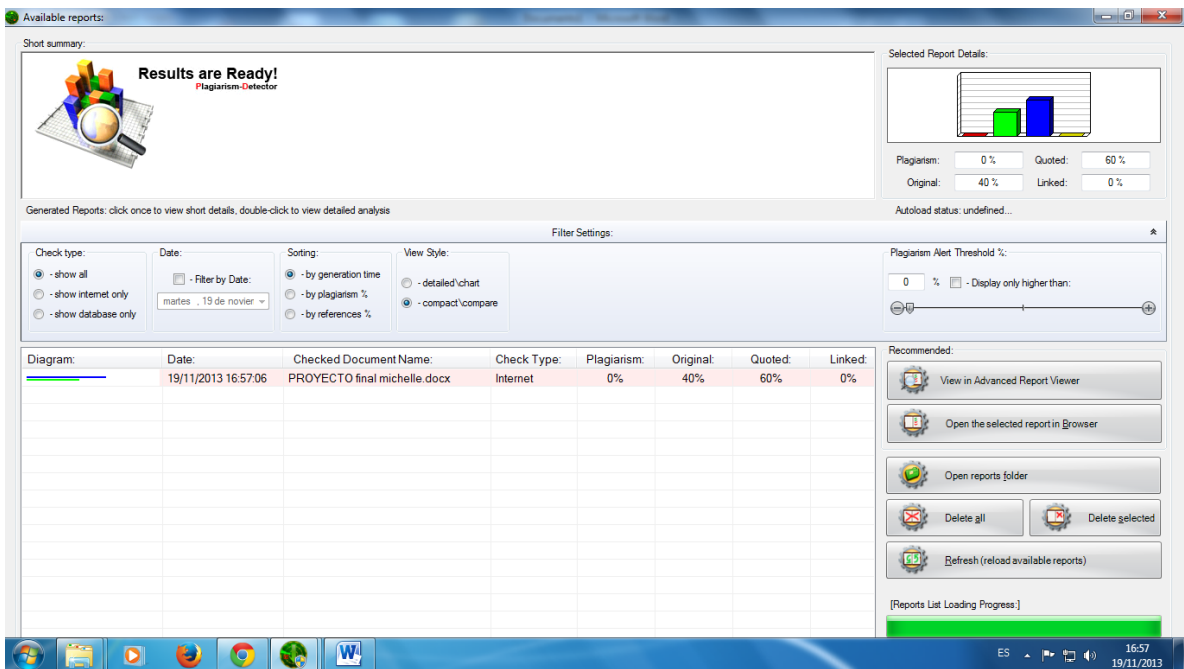 Available reports:
Short summary:
Results are Ready!
Plagiarism-Detector
Selected Report Details:
Plagiarism: 0 % Quoted: 60 %
Original: 40 % Linked: 0 %
Generated Reports: click once to view short details, double-click to view detailed analysis
Autoload status: undefined...
Filter Settings:
Check type:
- show all
- show internet only
- show database only
Date:
- Filter by Date:
martes , 19 de novier
Sorting:
- by generation time
- by plagiarism %
- by references %
View Style:
- detailed\chart
- compact\compare
Plagiarism Alert Threshold %:
0 % - Display only higher than:
Diagram: Date: Checked Document Name: Check Type: Plagiarism: Original: Quoted: Linked:
19/11/2013 16:57:06 PROYECTO final michelle.docx Internet 0% 40% 60% 0%
Recommended:
View in Advanced Report Viewer
Open the selected report in Browser
Open reports folder
Delete all
Delete selected
Refresh (reload available reports)
[Reports List Loading Progress:]
ES
16:57
19/11/2013